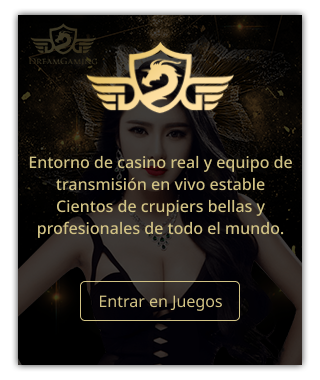 DREAMGAMING
DG
Entorno de casino real y equipo de
transmisión en vivo estable
Cientos de crupiers bellas y
profesionales de todo el mundo.
Entrar en Juegos